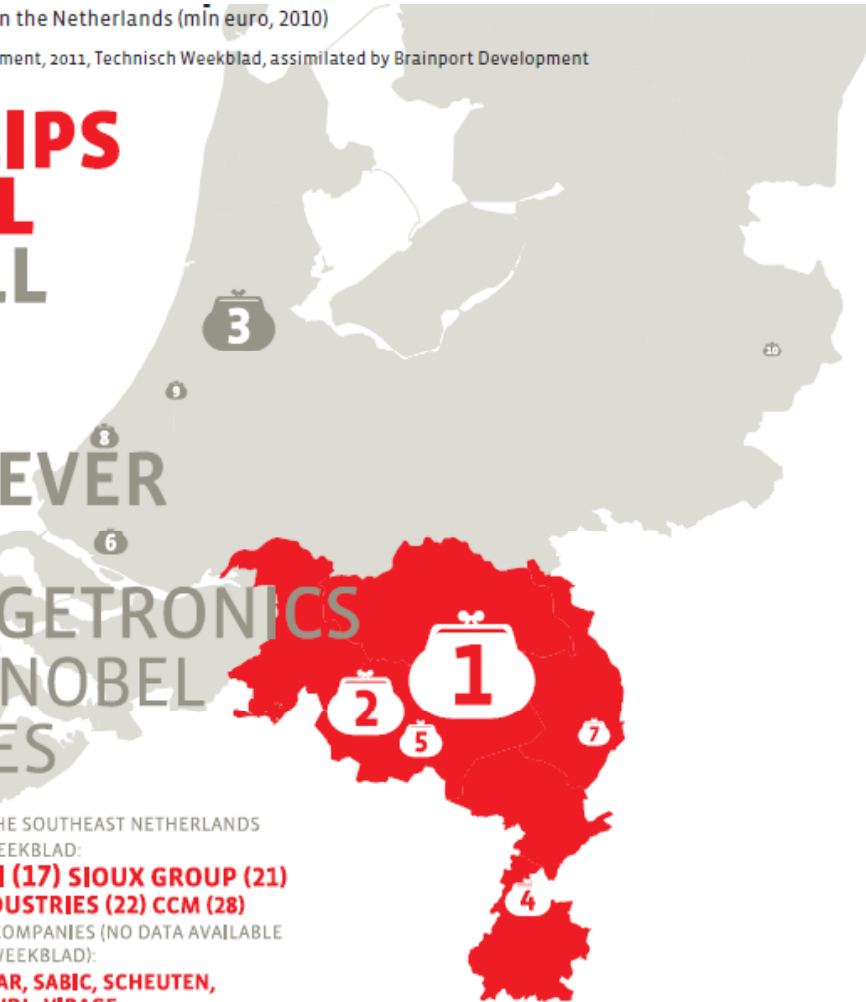 n the Netherlands (mln euro, 2010)
ment, 2011, Technisch Weekblad, assimilated by Brainport Development
IPS
L
LL
3
10
9
8
EVER
6
GETRONICS
1
NOBEL
2
7
5
ES
HE SOUTHEAST NETHERLANDS
EEKBLAD:
(17) SIOUX GROUP (21)
DUSTRIES (22) CCM (28)
4
COMPANIES (NO DATA AVAILABLE
WEEKBLAD):
AR, SABIC, SCHEUTEN,